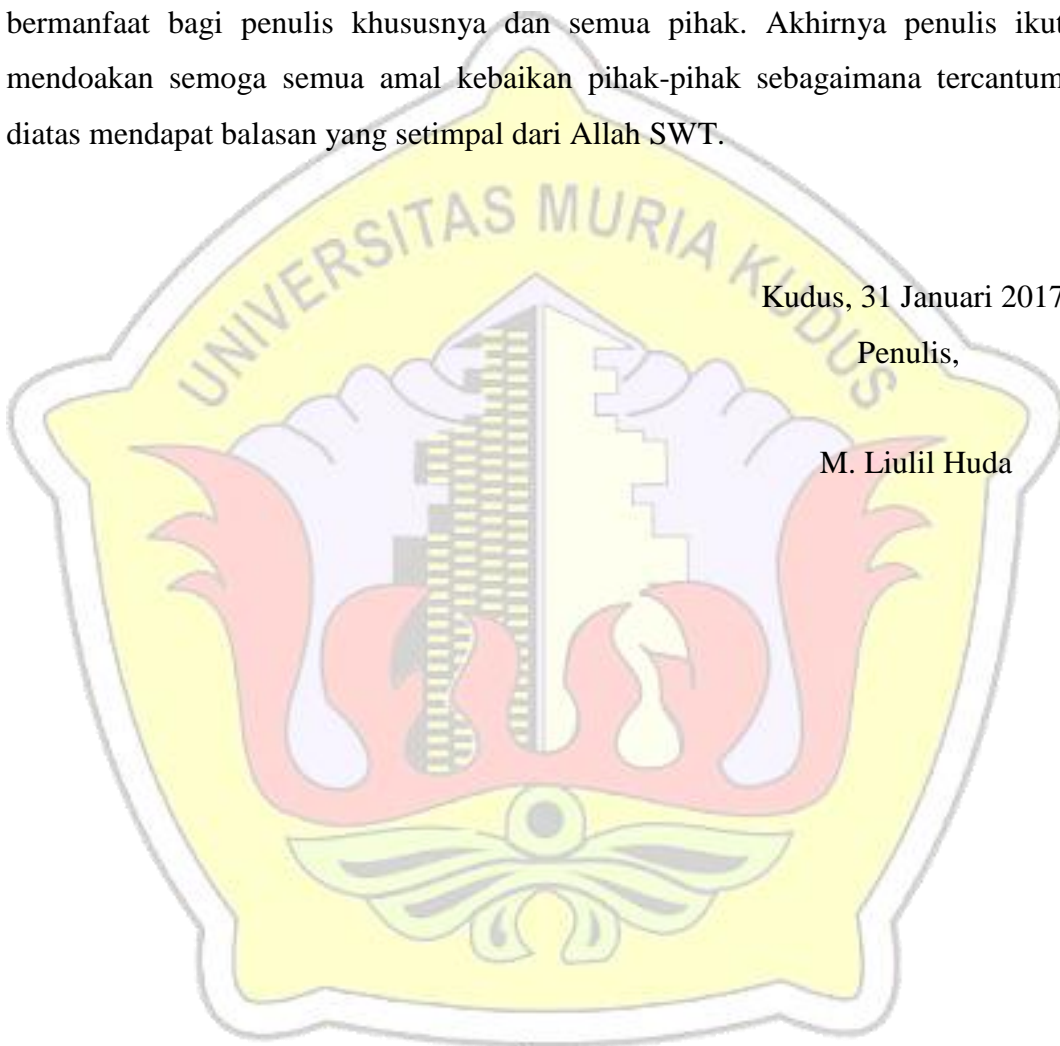 bermanfaat bagi penulis khususnya dan semua pihak. Akhirnya penulis ikut
mendoakan semoga semua amal kebaikan pihak-pihak sebagaimana tercantum
diatas mendapat balasan yang setimpal dari Allah SWT.
UNIVERSITAS MURIA KUDUS
Kudus, 31 Januari 2017
Penulis,
M. Liulil Huda